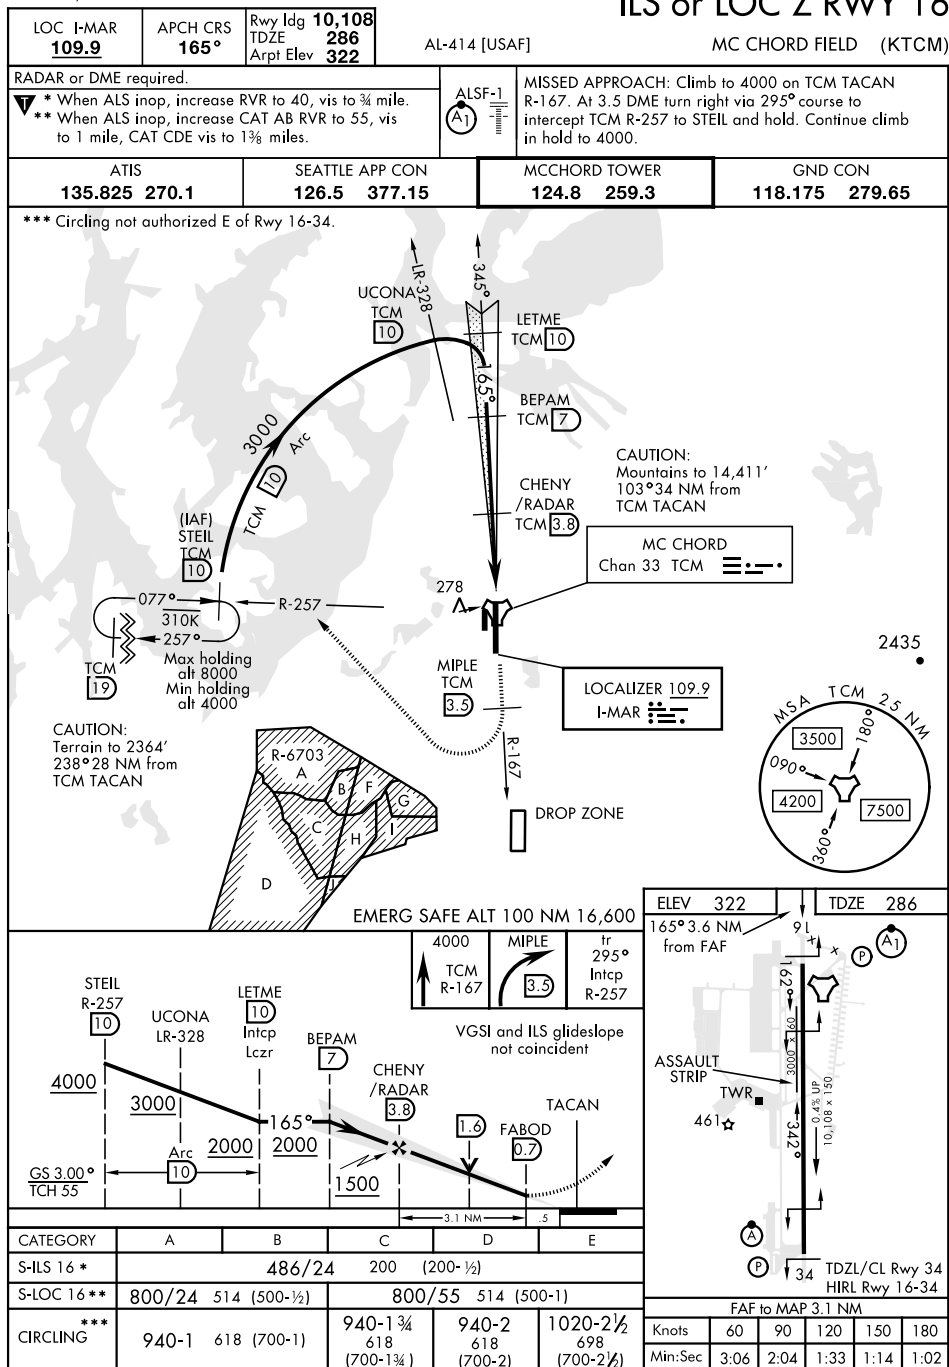 ILS or LOC Z RWY 16
LOC I-MAR
109.9
APCH CRS
165°
Rwy ldg 10,108
TDZE 286
Arpt Elev 322
AL-414 [USAF]
MC CHORD FIELD (KTCM)
RADAR or DME required.
T * When ALS inop, increase RVR to 40, vis to ¾ mile.
** When ALS inop, increase CAT AB RVR to 55, vis
to 1 mile, CAT CDE vis to 1⅜ miles.
ALSF-1
A1
MISSED APPROACH: Climb to 4000 on TCM TACAN
R-167. At 3.5 DME turn right via 295° course to
intercept TCM R-257 to STEIL and hold. Continue climb
in hold to 4000.
ATIS
135.825 270.1
SEATTLE APP CON
126.5 377.15
MCCHORD TOWER
124.8 259.3
GND CON
118.175 279.65
*** Circling not authorized E of Rwy 16-34.
UCONA
TCM
10
LR-328
345°
LETME
TCM 10
165°
BEPAM
TCM 7
3000
Arc
TCM 10
CHENY
/RADAR
TCM 3.8
CAUTION:
Mountains to 14,411'
103°34 NM from
TCM TACAN
(IAF)
STEIL
TCM
10
MC CHORD
Chan 33 TCM
278
077°
310K
257°
R-257
TCM
19
Max holding
alt 8000
Min holding
alt 4000
MIPLE
TCM
3.5
LOCALIZER 109.9
I-MAR
2435
CAUTION:
Terrain to 2364'
238°28 NM from
TCM TACAN
R-167
DROP ZONE
MSA TCM 25 NM
3500
180°
090°
4200
7500
360°
R-6703
A
B
F
G
C
H
I
D
J
EMERG SAFE ALT 100 NM 16,600
ELEV 322
TDZE 286
165° 3.6 NM
from FAF
16
P
A1
162°
3000 x 60
ASSAULT
STRIP
TWR
461
0.4% UP
10,108 x 150
342°
A
P
34
TDZL/CL Rwy 34
HIRL Rwy 16-34
4000
TCM
R-167
MIPLE
3.5
tr
295°
Intcp
R-257
STEIL
R-257
10
UCONA
LR-328
LETME
10
Intcp
Lczr
BEPAM
7
CHENY
/RADAR
3.8
VGSI and ILS glideslope
not coincident
1.6
FABOD
0.7
TACAN
4000
3000
165°
2000
2000
1500
Arc
10
GS 3.00°
TCH 55
3.1 NM
.5
CATEGORY A B C D E
S-ILS 16 * 486/24 200 (200-½)
S-LOC 16 ** 800/24 514 (500-½) 800/55 514 (500-1)
CIRCLING *** 940-1 618 (700-1)
940-1¾
618
(700-1¾)
940-2
618
(700-2)
1020-2½
698
(700-2½)
FAF to MAP 3.1 NM
Knots 60 90 120 150 180
Min:Sec 3:06 2:04 1:33 1:14 1:02